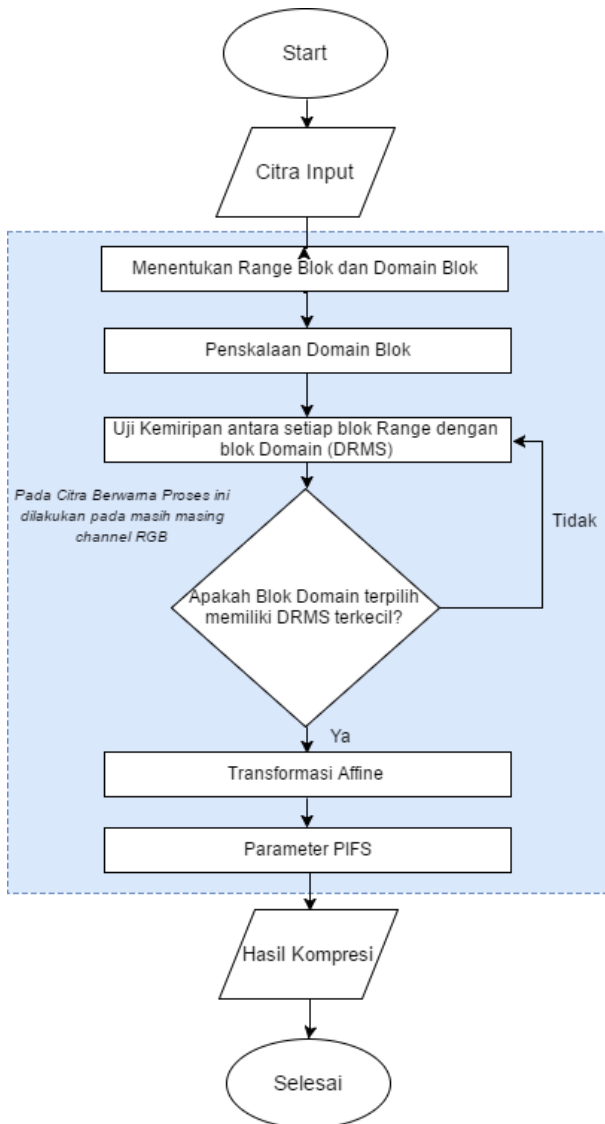 Start
Citra Input
Menentukan Range Blok dan Domain Blok
Penskalaan Domain Blok
Uji Kemiripan antara setiap blok Range dengan
blok Domain (DRMS)
Pada Citra Berwarna Proses ini
dilakukan pada masih masing
channel RGB
Tidak
Apakah Blok Domain terpilih
memiliki DRMS terkecil?
Ya
Transformasi Affine
Parameter PIFS
Hasil Kompresi
Selesai